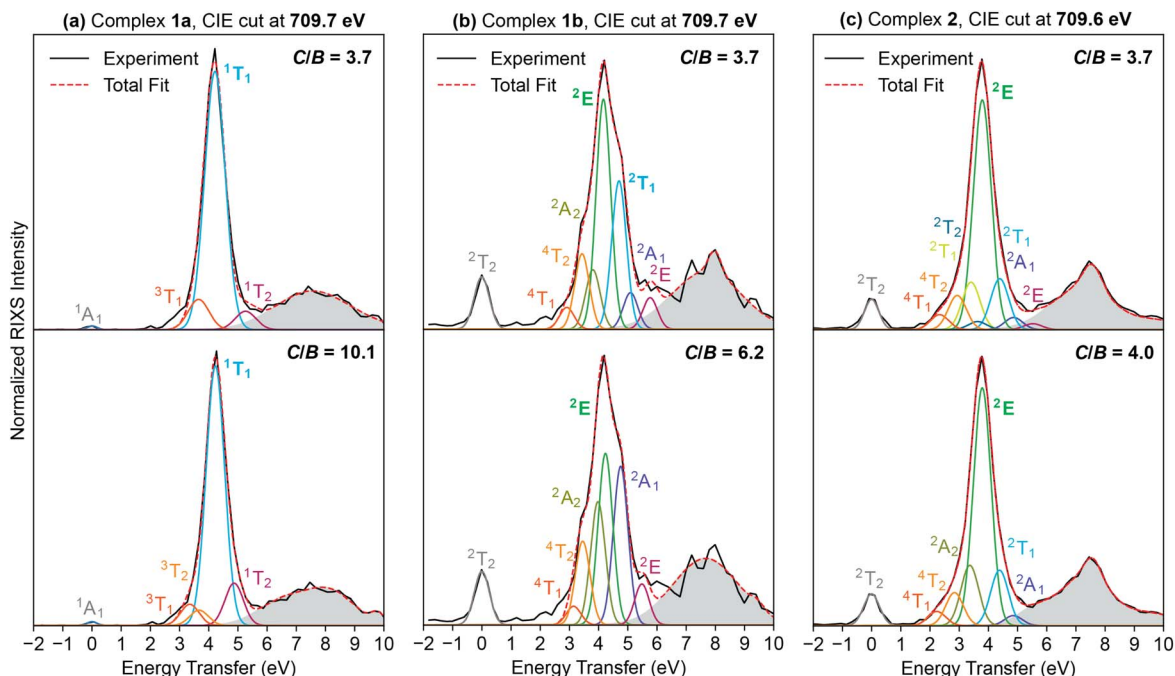 (a) Complex 1a, CIE cut at 709.7 eV
(b) Complex 1b, CIE cut at 709.7 eV
(c) Complex 2, CIE cut at 709.6 eV
Normalized RIXS Intensity
Experiment
Total Fit
C/B = 3.7
¹T₁
³T₁
¹T₂
¹A₁
Experiment
Total Fit
C/B = 3.7
²E
²T₁
²A₂
⁴T₂
²T₂
⁴T₁
²A₁
²E
Experiment
Total Fit
C/B = 3.7
²E
²T₂
²T₁
²T₁
⁴T₂
²A₁
²T₂
⁴T₁
²E
C/B = 10.1
¹T₁
³T₂
³T₁
¹T₂
¹A₁
C/B = 6.2
²E
²A₁
²A₂
⁴T₂
²T₂
⁴T₁
²E
C/B = 4.0
²E
²A₂
²T₁
⁴T₂
²T₂
⁴T₁
²A₁
−2 −1 0 1 2 3 4 5 6 7 8 9 10
−2 −1 0 1 2 3 4 5 6 7 8 9 10
−2 −1 0 1 2 3 4 5 6 7 8 9 10
Energy Transfer (eV)
Energy Transfer (eV)
Energy Transfer (eV)